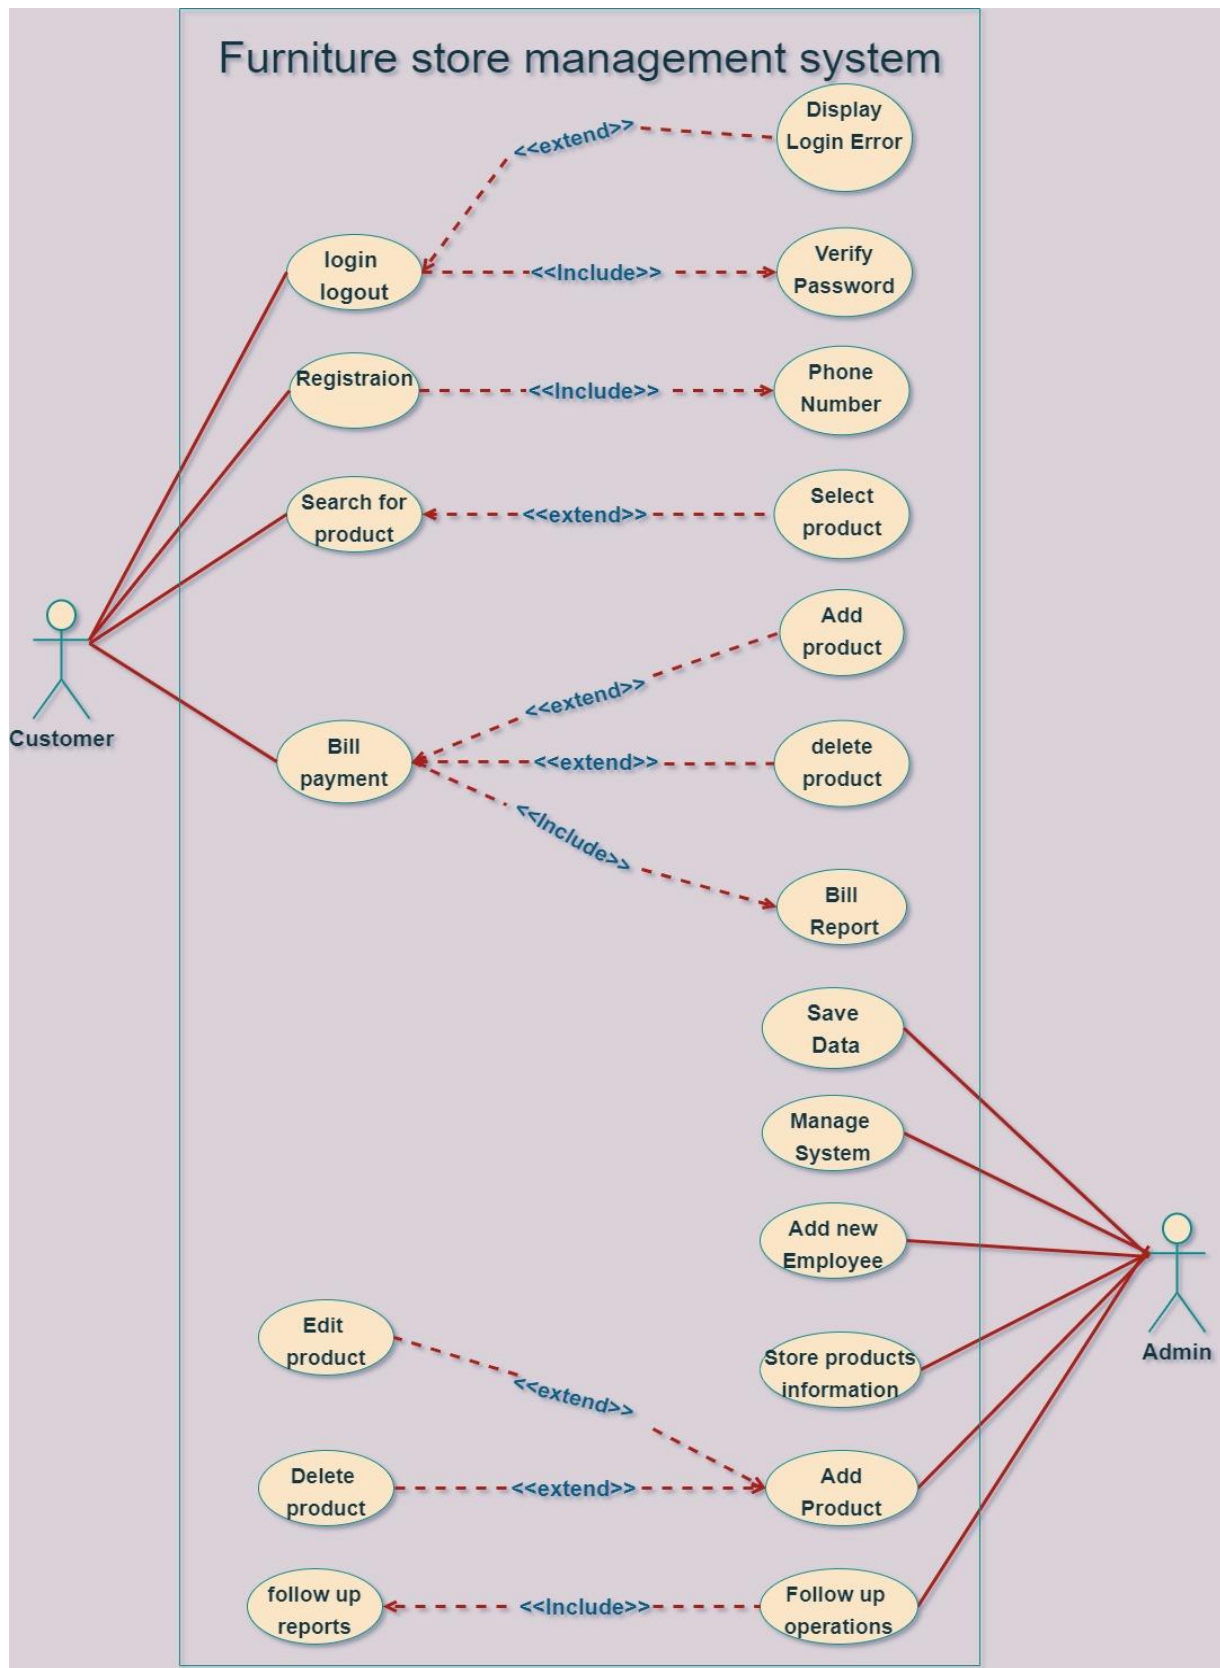 Furniture store management system
Display
Login Error
<<extend>>
login
logout
<<Include>>
Verify
Password
Registraion
<<Include>>
Phone
Number
Search for
product
<<extend>>
Select
product
Add
product
<<extend>>
Customer
Bill
payment
<<extend>>
delete
product
<<Include>>
Bill
Report
Save
Data
Manage
System
Add new
Employee
Admin
Edit
product
<<extend>>
Store products
information
Delete
product
<<extend>>
Add
Product
follow up
reports
<<Include>>
Follow up
operations